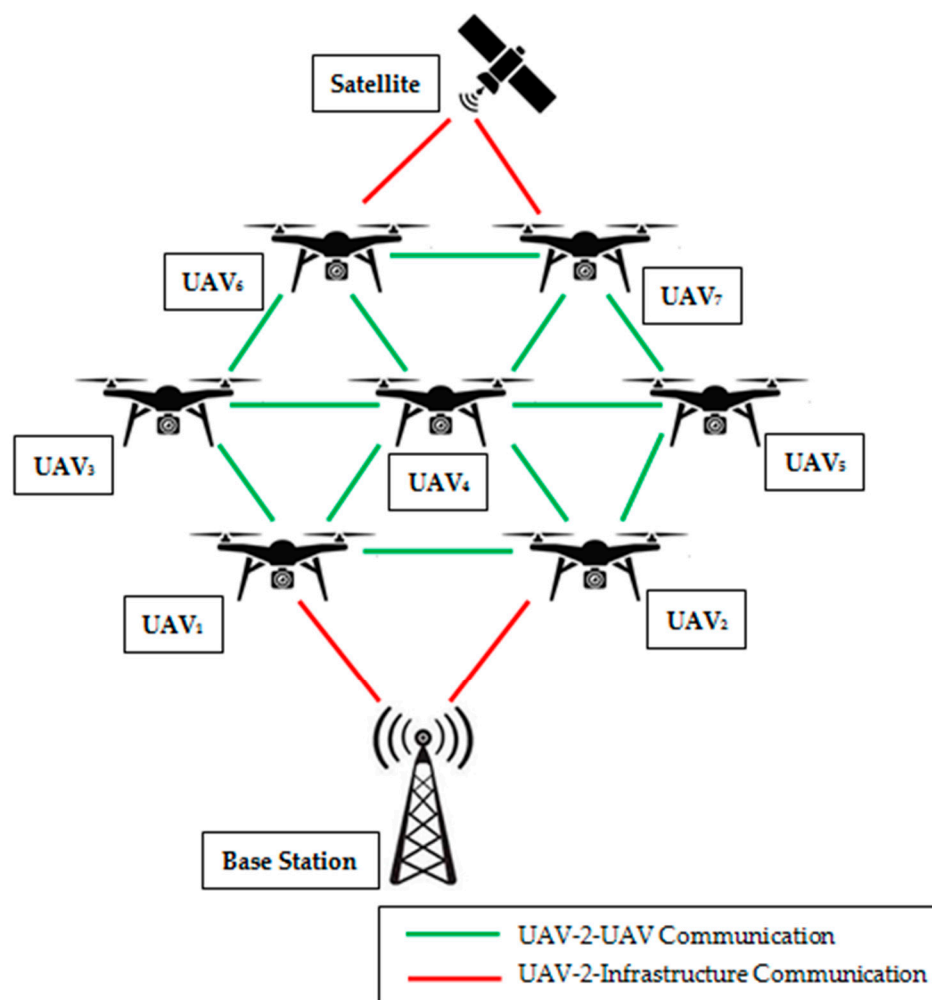 Satellite
UAV₆
UAV₇
UAV₃
UAV₄
UAV₅
UAV₁
UAV₂
Base Station
UAV-2-UAV Communication
UAV-2-Infrastructure Communication